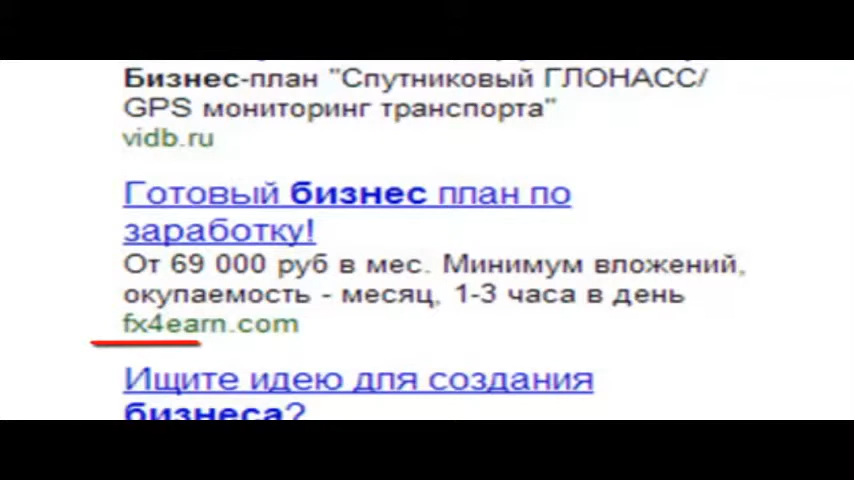 Бизнес-план "Спутниковый ГЛОНАСС/
GPS мониторинг транспорта"
vidb.ru
Готовый бизнес план по
заработку!
От 69 000 руб в мес. Минимум вложений,
окупаемость - месяц, 1-3 часа в день
fx4earn.com
Ищите идею для создания
бизнеса?